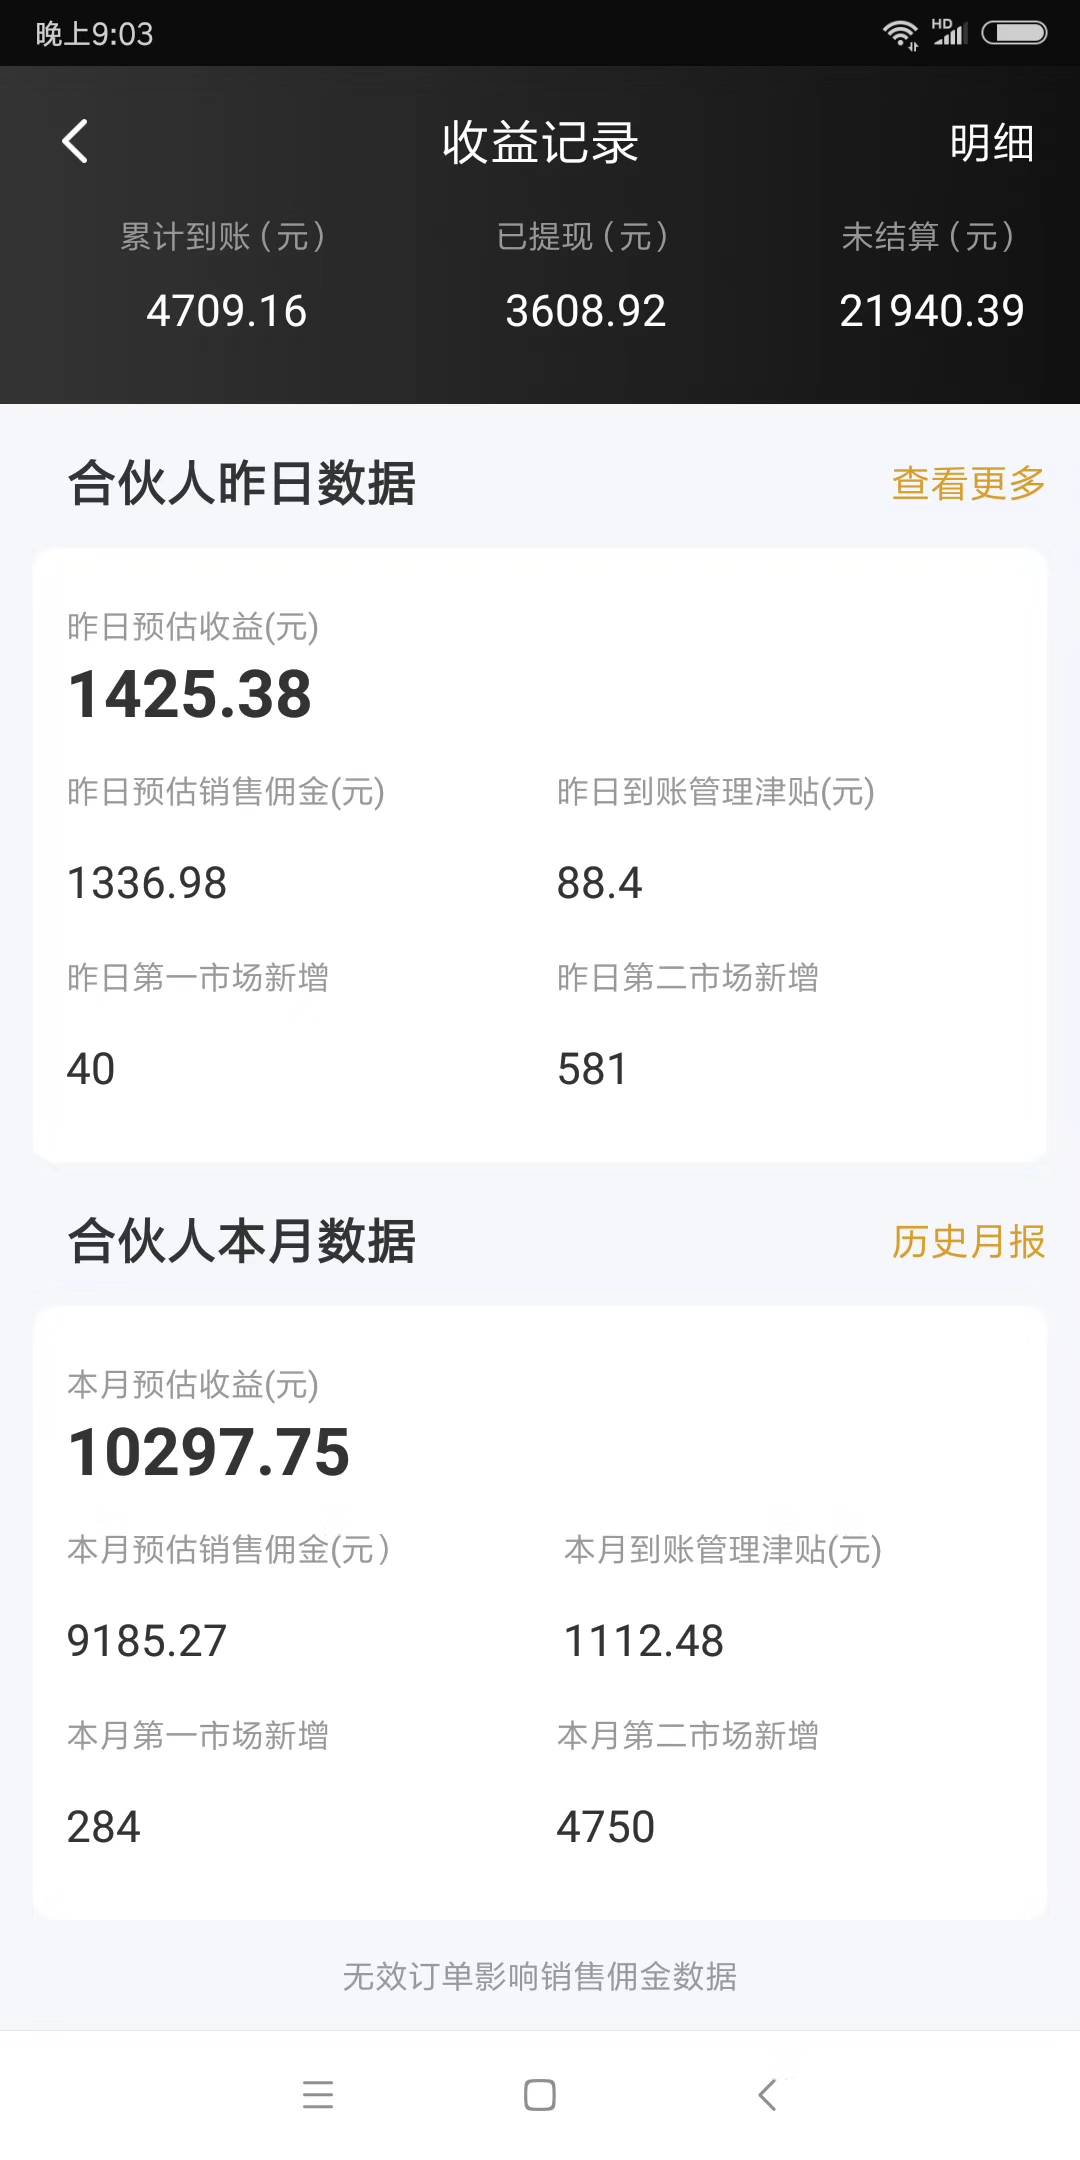 晚上9:03
HD
收益记录
明细
累计到账（元） 已提现（元） 未结算（元）
4709.16 3608.92 21940.39
合伙人昨日数据 查看更多
昨日预估收益(元)
1425.38
昨日预估销售佣金(元) 昨日到账管理津贴(元)
1336.98 88.4
昨日第一市场新增 昨日第二市场新增
40 581
合伙人本月数据 历史月报
本月预估收益(元)
10297.75
本月预估销售佣金(元） 本月到账管理津贴(元)
9185.27 1112.48
本月第一市场新增 本月第二市场新增
284 4750
无效订单影响销售佣金数据